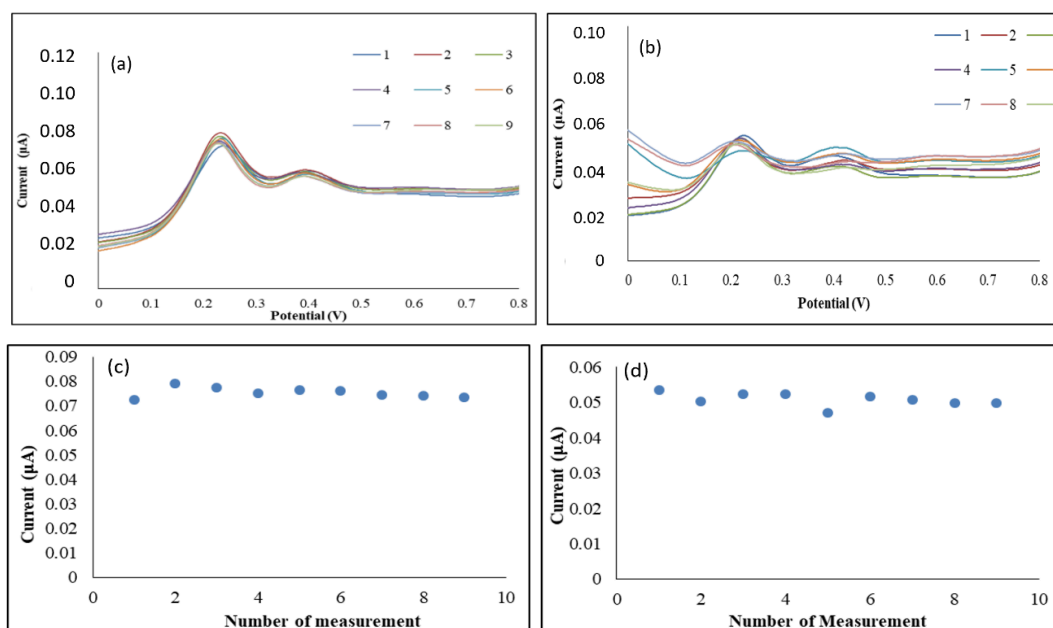 (a)
1 2 3
4 5 6
7 8 9
0.12
0.10
0.08
0.06
0.04
0.02
0
Current (µA)
0 0.1 0.2 0.3 0.4 0.5 0.6 0.7 0.8
Potential (V)
(b)
1 2
4 5
7 8
0.10
0.08
0.06
0.04
0.02
0
Current (µA)
0 0.1 0.2 0.3 0.4 0.5 0.6 0.7 0.8
Potential (V)
(c)
0.09
0.08
0.07
0.06
0.05
0.04
0.03
0.02
0.01
0
Current (µA)
0 2 4 6 8 10
Number of measurement
(d)
0.06
0.05
0.04
0.03
0.02
0.01
0
Current (µA)
0 2 4 6 8 10
Number of Measurement